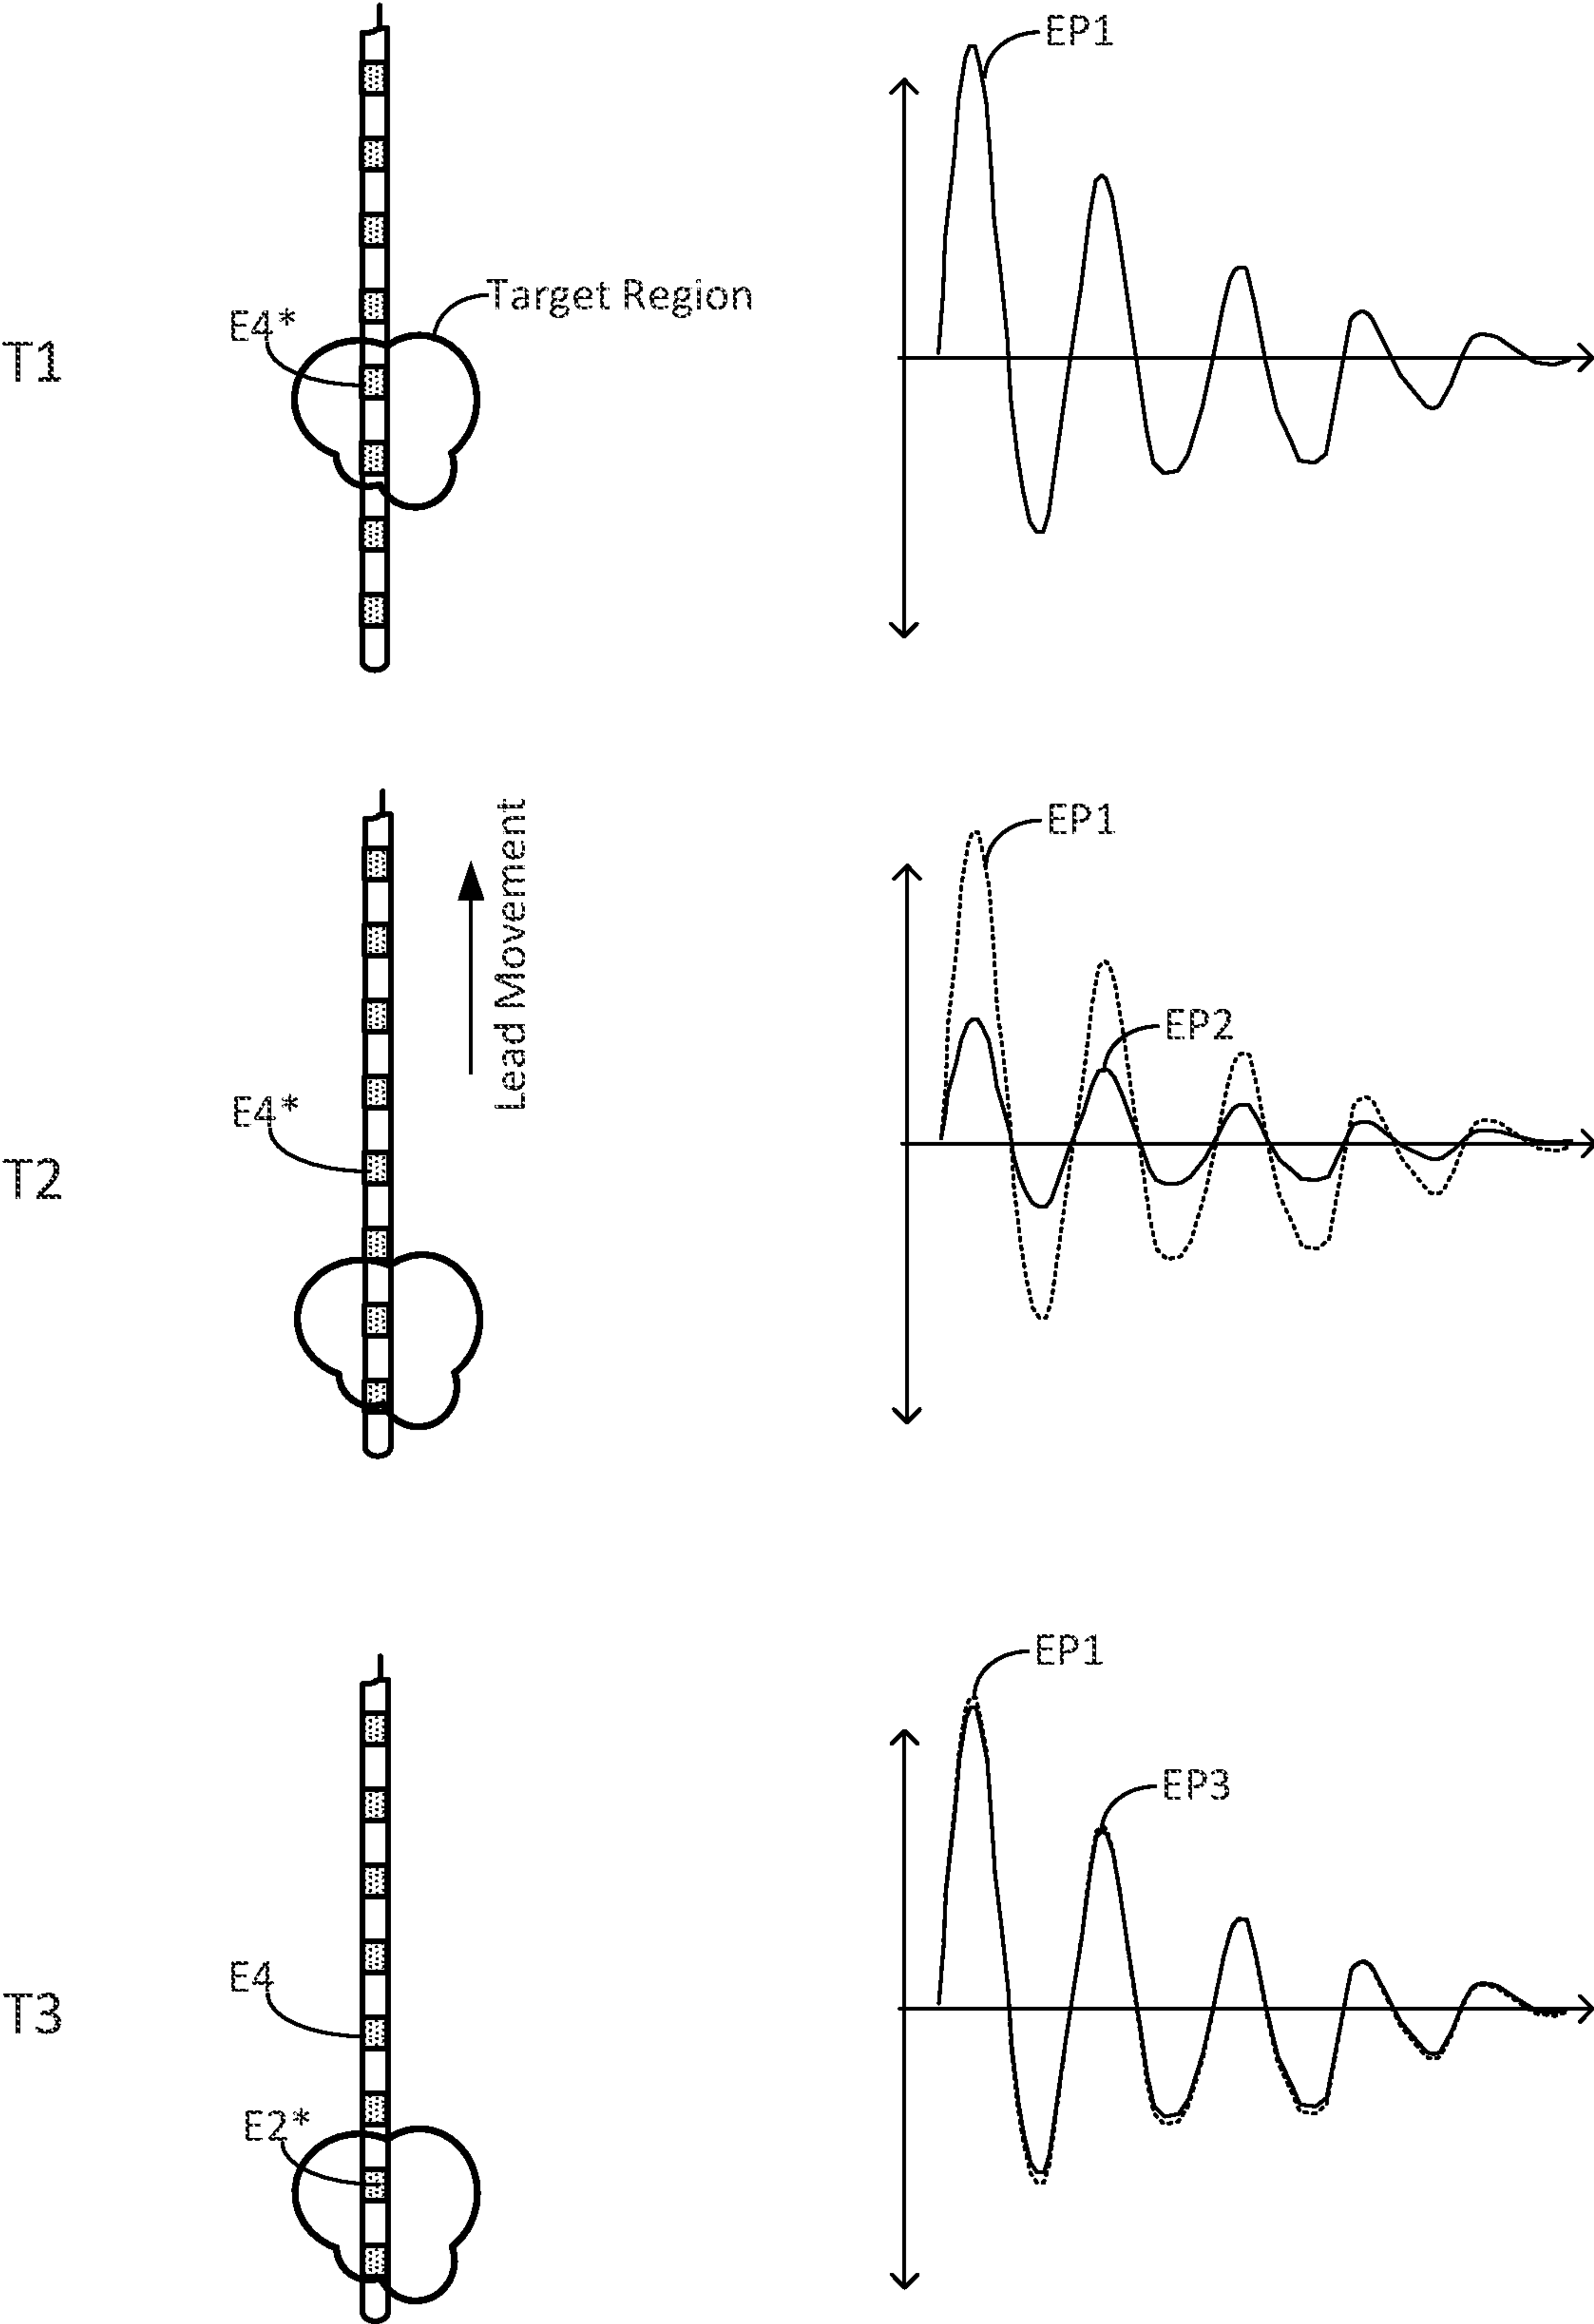 EP1
Target Region
E4*
T1
EP1
Lead Movement
EP2
E4*
T2
EP1
EP3
E4
T3
E2*